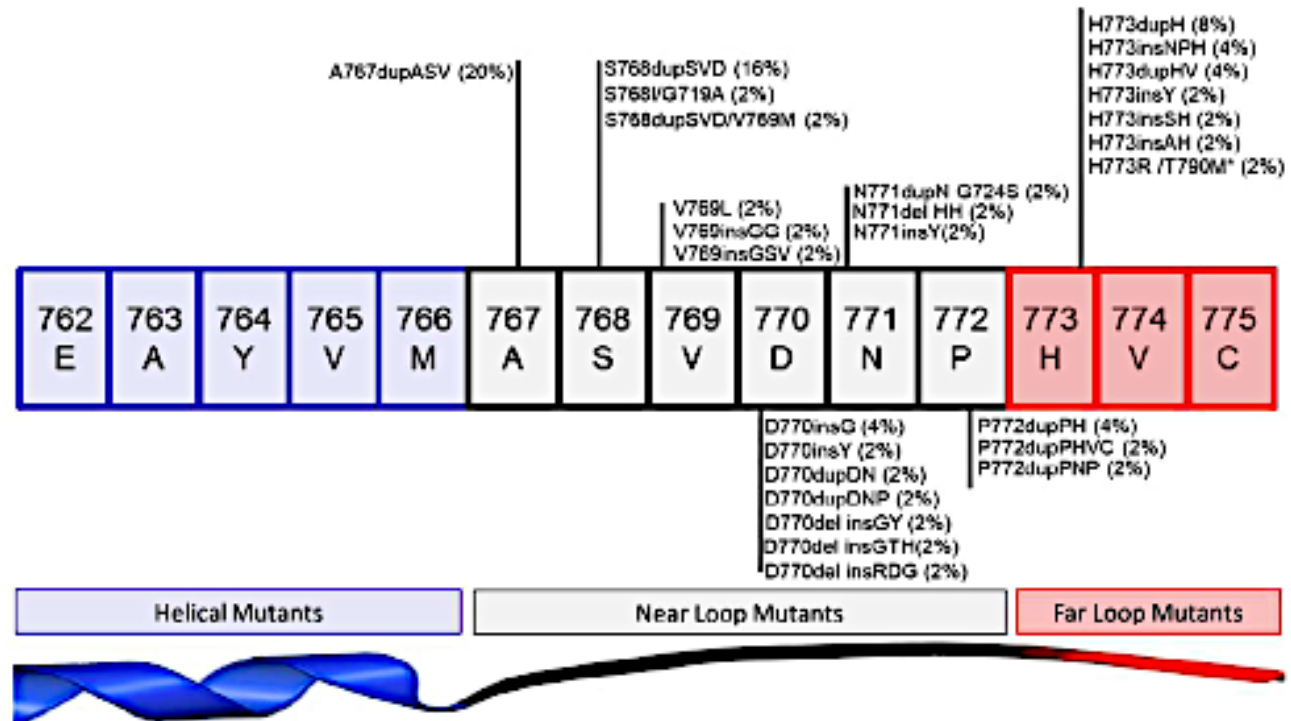 H773dupH (8%)
H773insNPH (4%)
H773dupHV (4%)
H773insY (2%)
H773insSH (2%)
H773insAH (2%)
H773R /T790M* (2%)
A767dupASV (20%)
S768dupSVD (16%)
S768I/G719A (2%)
S768dupSVD/V769M (2%)
V769L (2%)
V769insGG (2%)
V769insGSV (2%)
N771dupN G724S (2%)
N771del HH (2%)
N771insY(2%)
762 763 764 765 766 767 768 769 770 771 772 773 774 775
E A Y V M A S V D N P H V C
D770insG (4%)
D770insY (2%)
D770dupDN (2%)
D770dupDNP (2%)
D770del insGY (2%)
D770del insGTH(2%)
D770del insRDG (2%)
P772dupPH (4%)
P772dupPHVC (2%)
P772dupPNP (2%)
Helical Mutants
Near Loop Mutants
Far Loop Mutants